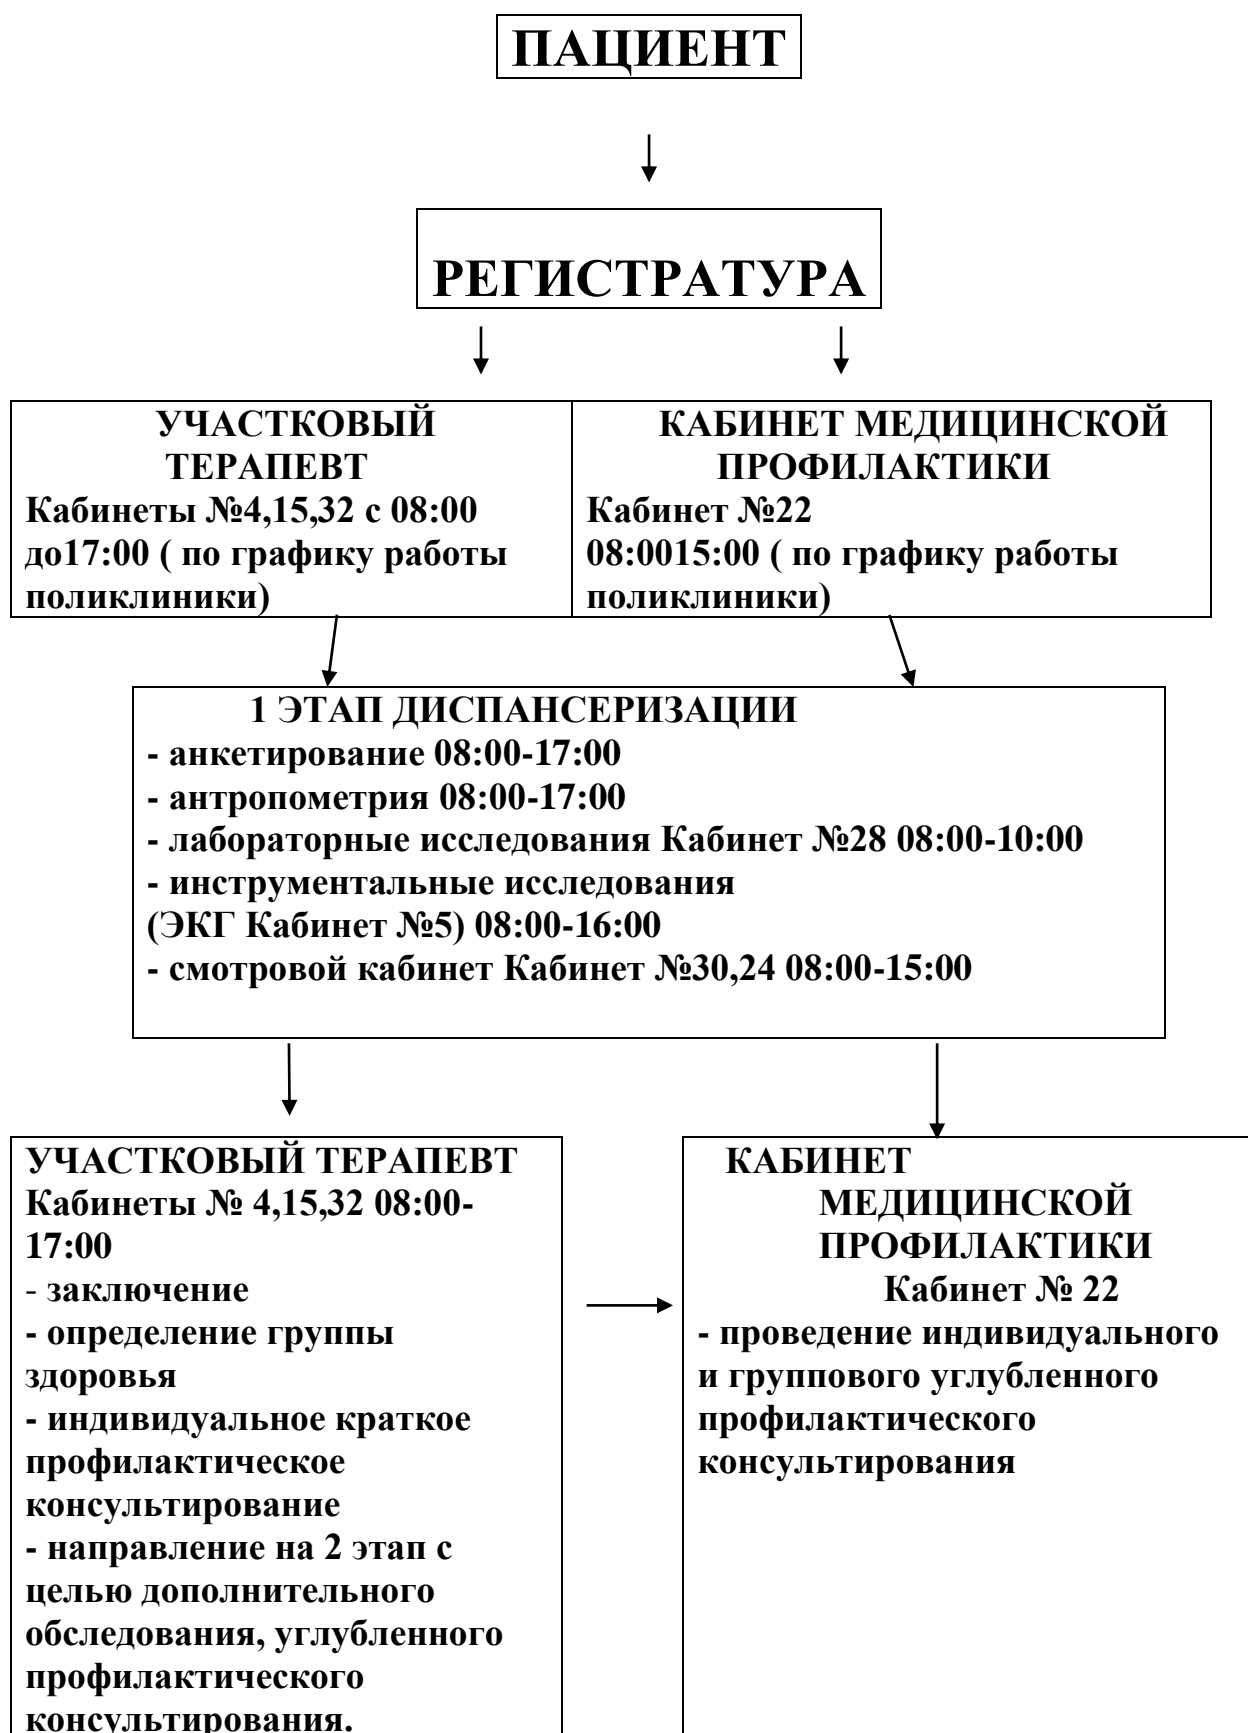 ПАЦИЕНТ
РЕГИСТРАТУРА
УЧАСТКОВЫЙ
ТЕРАПЕВТ
Кабинеты №4,15,32 с 08:00
до17:00 ( по графику работы
поликлиники)
КАБИНЕТ МЕДИЦИНСКОЙ
ПРОФИЛАКТИКИ
Кабинет №22
08:0015:00 ( по графику работы
поликлиники)
1 ЭТАП ДИСПАНСЕРИЗАЦИИ
- анкетирование 08:00-17:00
- антропометрия 08:00-17:00
- лабораторные исследования Кабинет №28 08:00-10:00
- инструментальные исследования
(ЭКГ Кабинет №5) 08:00-16:00
- смотровой кабинет Кабинет №30,24 08:00-15:00
УЧАСТКОВЫЙ ТЕРАПЕВТ
Кабинеты № 4,15,32 08:00-
17:00
- заключение
- определение группы
здоровья
- индивидуальное краткое
профилактическое
консультирование
- направление на 2 этап с
целью дополнительного
обследования, углубленного
профилактического
консультирования.
КАБИНЕТ
МЕДИЦИНСКОЙ
ПРОФИЛАКТИКИ
Кабинет № 22
- проведение индивидуального
и группового углубленного
профилактического
консультирования